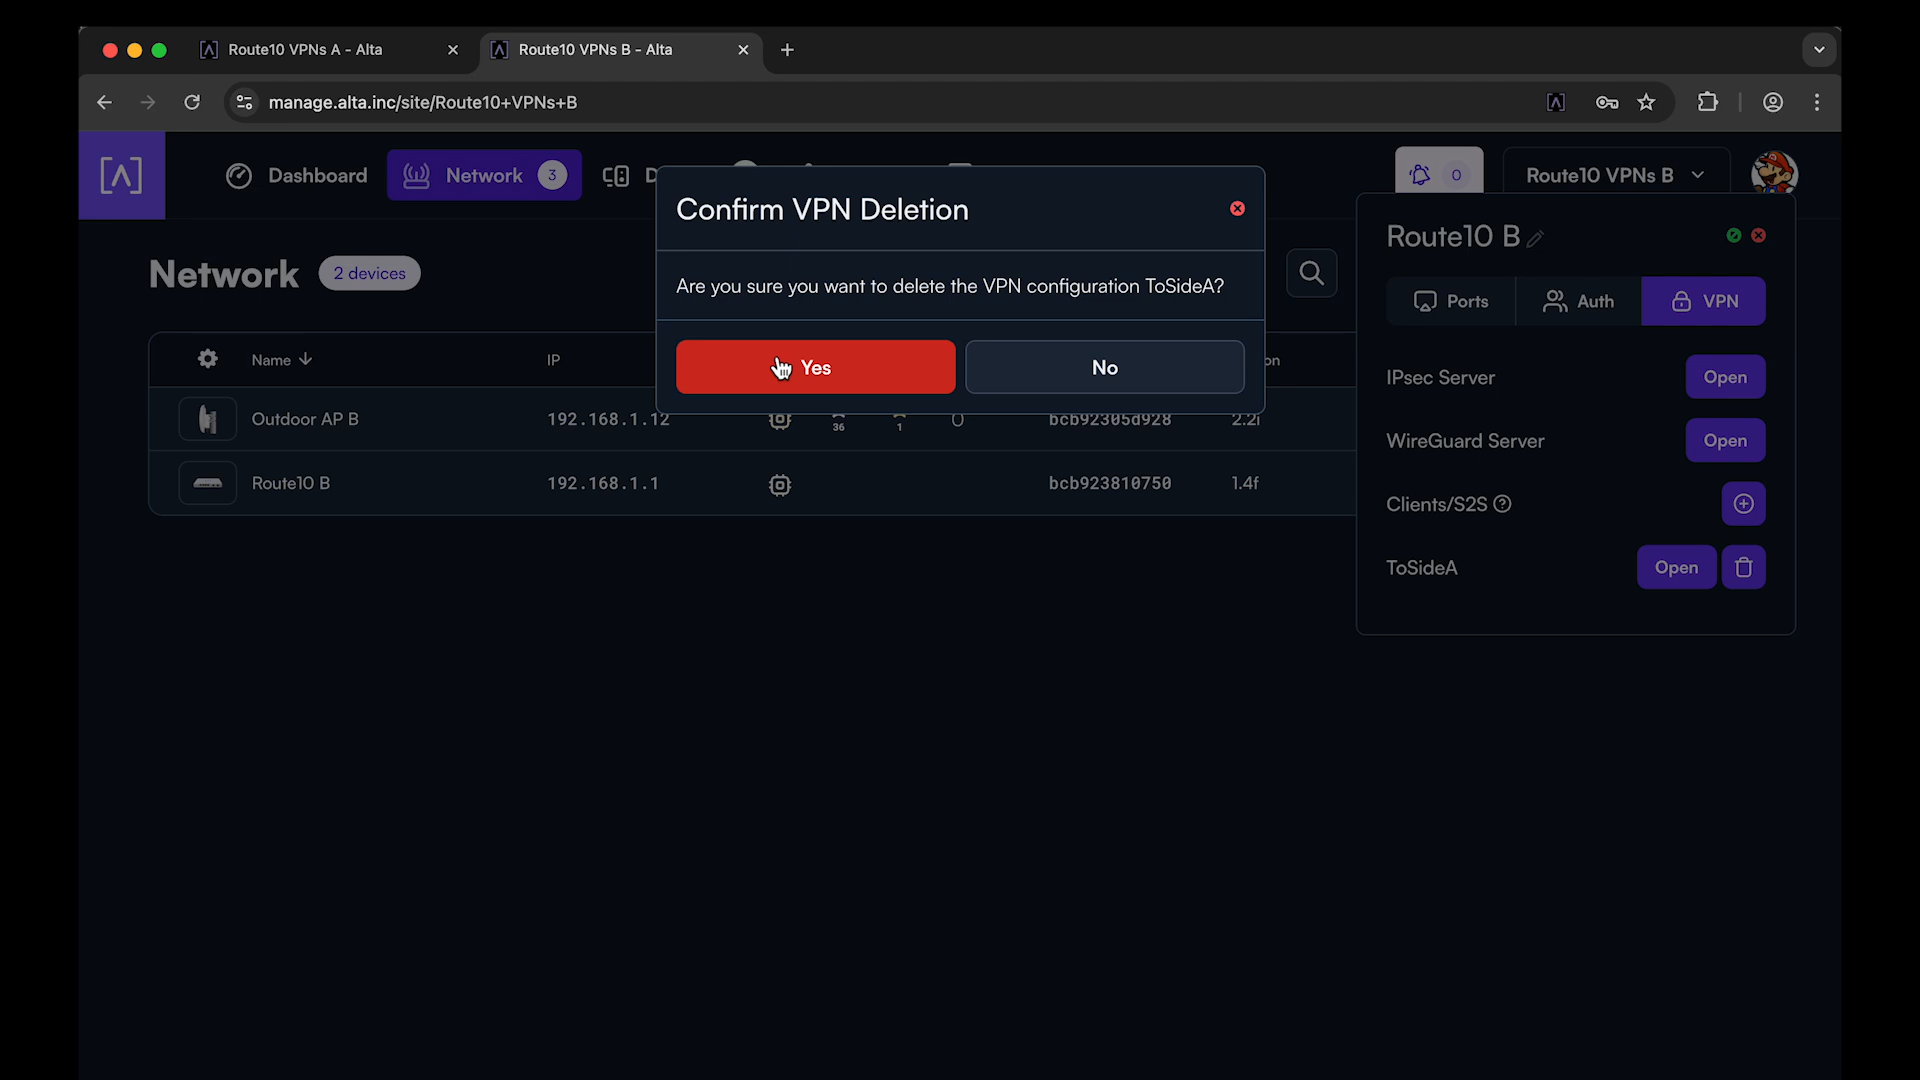 Route10 VPNs A - Alta
Route10 VPNs B - Alta
manage.alta.inc/site/Route10+VPNs+B
Dashboard
Network 3
D
0
Route10 VPNs B
Confirm VPN Deletion
Are you sure you want to delete the VPN configuration ToSideA?
Yes
No
Network 2 devices
Name
IP
on
Outdoor AP B 192.168.1.12 36 1 0 bcb92305d928
Route10 B 192.168.1.1 bcb923810750 1.4f
Route10 B
Ports
Auth
VPN
IPsec Server Open
WireGuard Server Open
Clients/S2S
ToSideA Open